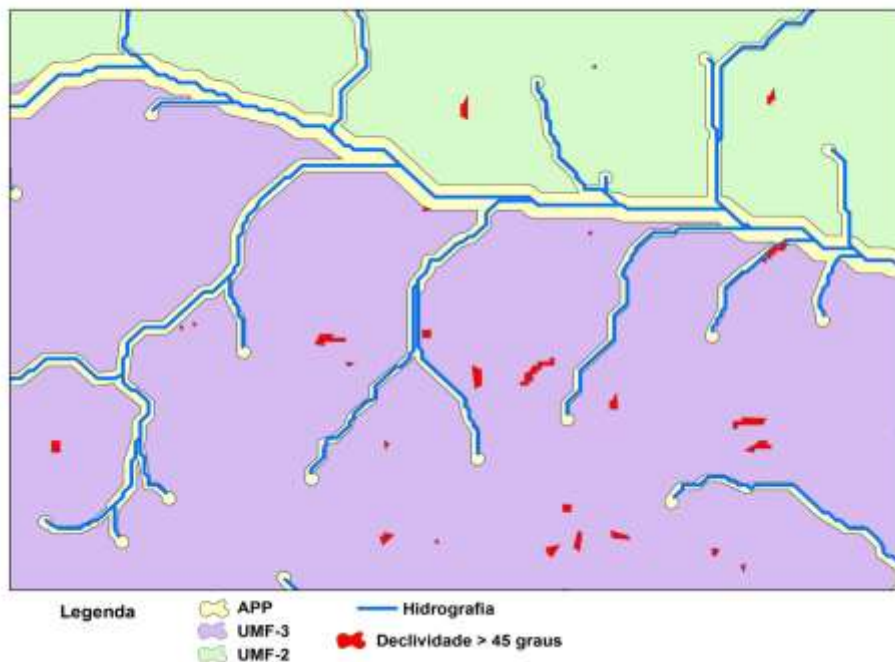 Legenda
APP
Hidrografia
UMF-3
Declividade > 45 graus
UMF-2